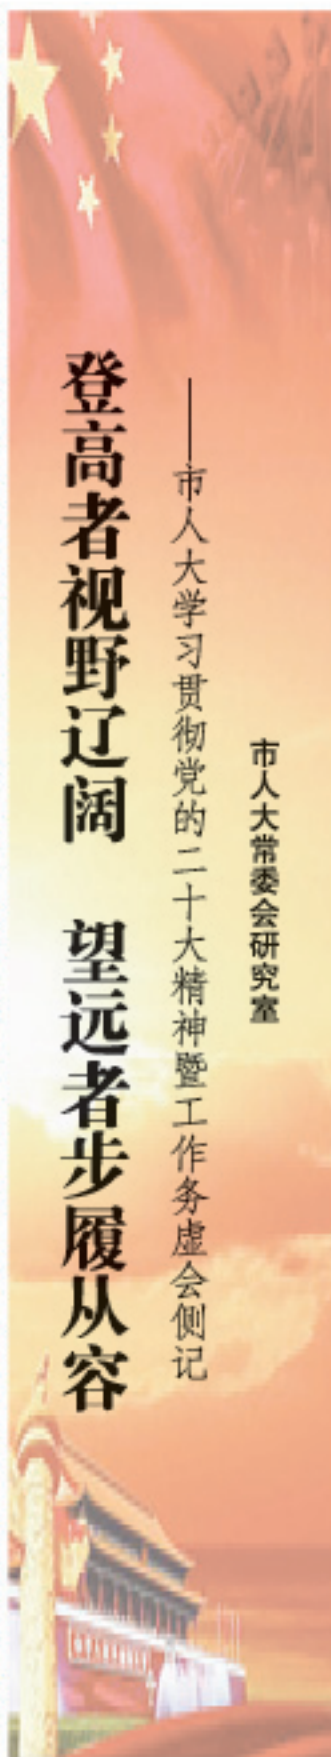 登高者视野辽阔 望远者步履从容
——市人大学习贯彻党的二十大精神暨工作务虚会侧记
市人大常委会研究室